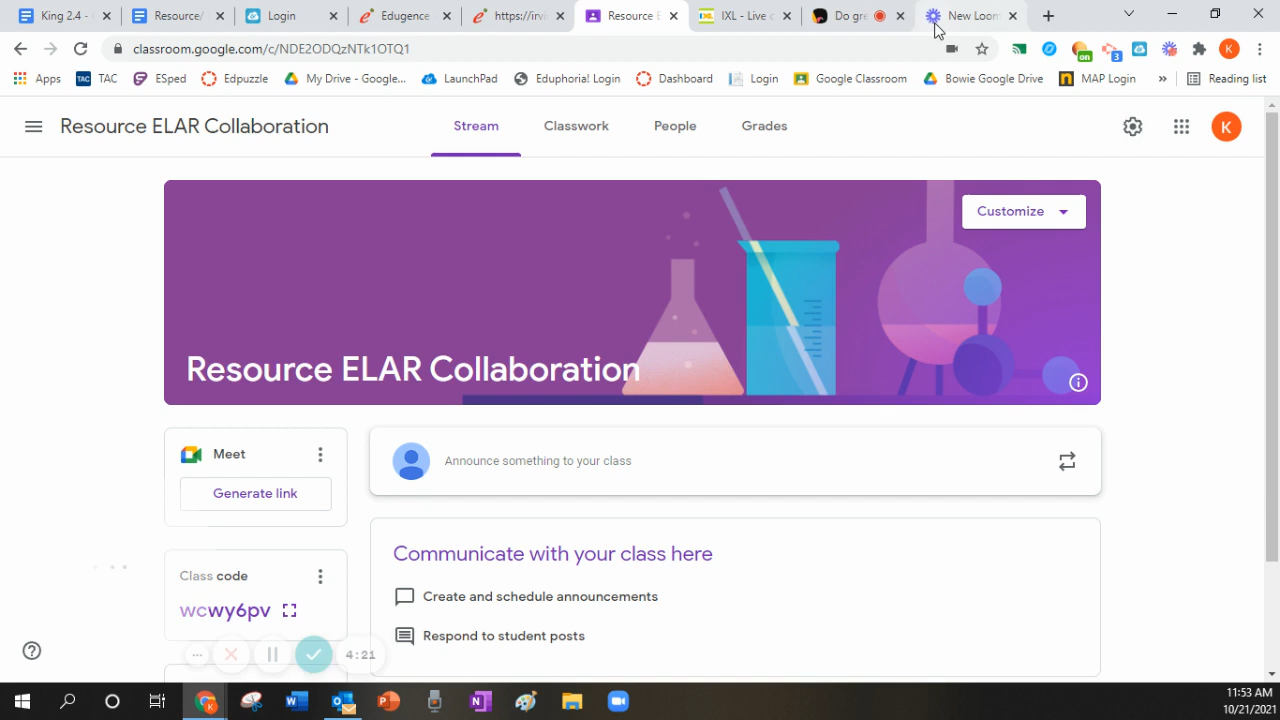 King 2.4 -
Resource/
Login
Edugence
https://invi
Resource E
IXL - Live c
Do gre
New Loom
classroom.google.com/c/NDE2ODQzNTk1OTQ1
on
3
K
Apps
TAC
TAC
ESped
Edpuzzle
My Drive - Google...
LaunchPad
Eduphoria! Login
Dashboard
Login
Google Classroom
Bowie Google Drive
MAP Login
»
Reading list
Resource ELAR Collaboration
Stream
Classwork
People
Grades
K
Customize
Resource ELAR Collaboration
Meet
Generate link
Announce something to your class
Communicate with your class here
Class code
wcwy6pv
Create and schedule announcements
Respond to student posts
4:21
11:53 AM
10/21/2021